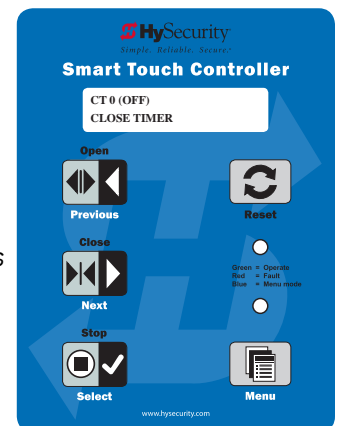 HySecurity
Simple. Reliable. Secure.
Smart Touch Controller
CT 0 (OFF)
CLOSE TIMER
Open
Previous
Reset
Close
Next
Green = Operate
Red = Fault
Blue = Menu mode
Stop
Select
Menu
www.hysecurity.com
s